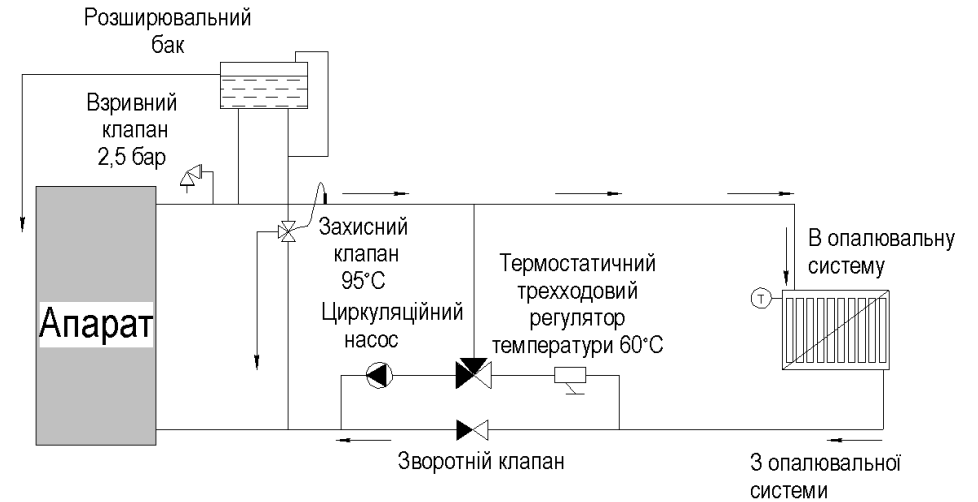 Розширювальний
бак
Взривний
клапан
2,5 бар
Захисний
клапан
95°C
В опалювальну
систему
Термостатичний
трехходовий
регулятор
температури 60°C
T
Апарат
Циркуляційний
насос
Зворотній клапан
З опалювальної
системи